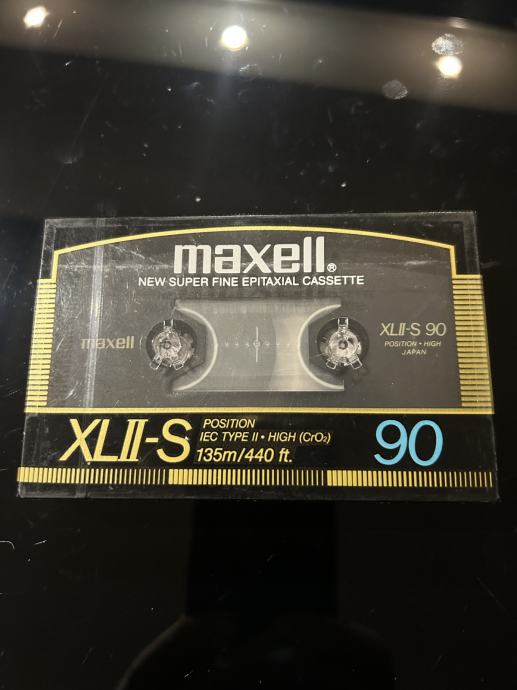 maxell®
NEW SUPER FINE EPITAXIAL CASSETTE
maxell
XLII-S 90
POSITION • HIGH
JAPAN
XLII-S
POSITION
IEC TYPE II • HIGH (CrO₂)
135m/440 ft.
90